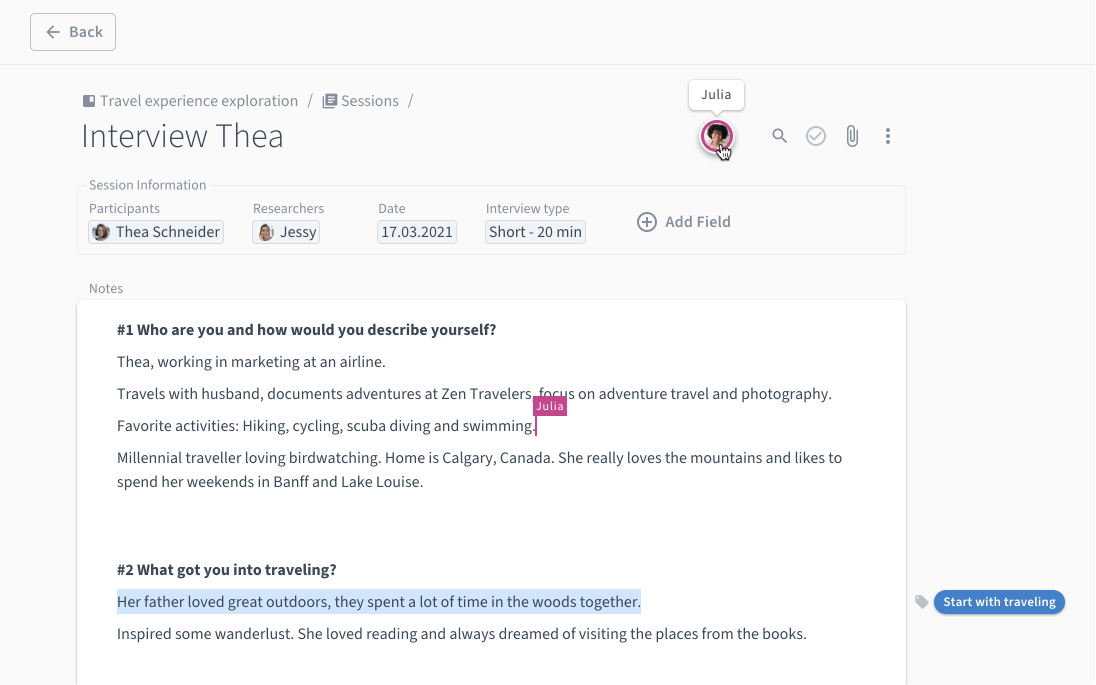 Back
Julia
Travel experience exploration / Sessions /
Interview Thea
Session Information
Participants Researchers Date Interview type
Thea Schneider Jessy 17.03.2021 Short - 20 min Add Field
Notes
#1 Who are you and how would you describe yourself?
Thea, working in marketing at an airline.
Travels with husband, documents adventures at Zen Travelers, focus on adventure travel and photography.
Julia
Favorite activities: Hiking, cycling, scuba diving and swimming.
Millennial traveller loving birdwatching. Home is Calgary, Canada. She really loves the mountains and likes to
spend her weekends in Banff and Lake Louise.
#2 What got you into traveling?
Her father loved great outdoors, they spent a lot of time in the woods together. Start with traveling
Inspired some wanderlust. She loved reading and always dreamed of visiting the places from the books.